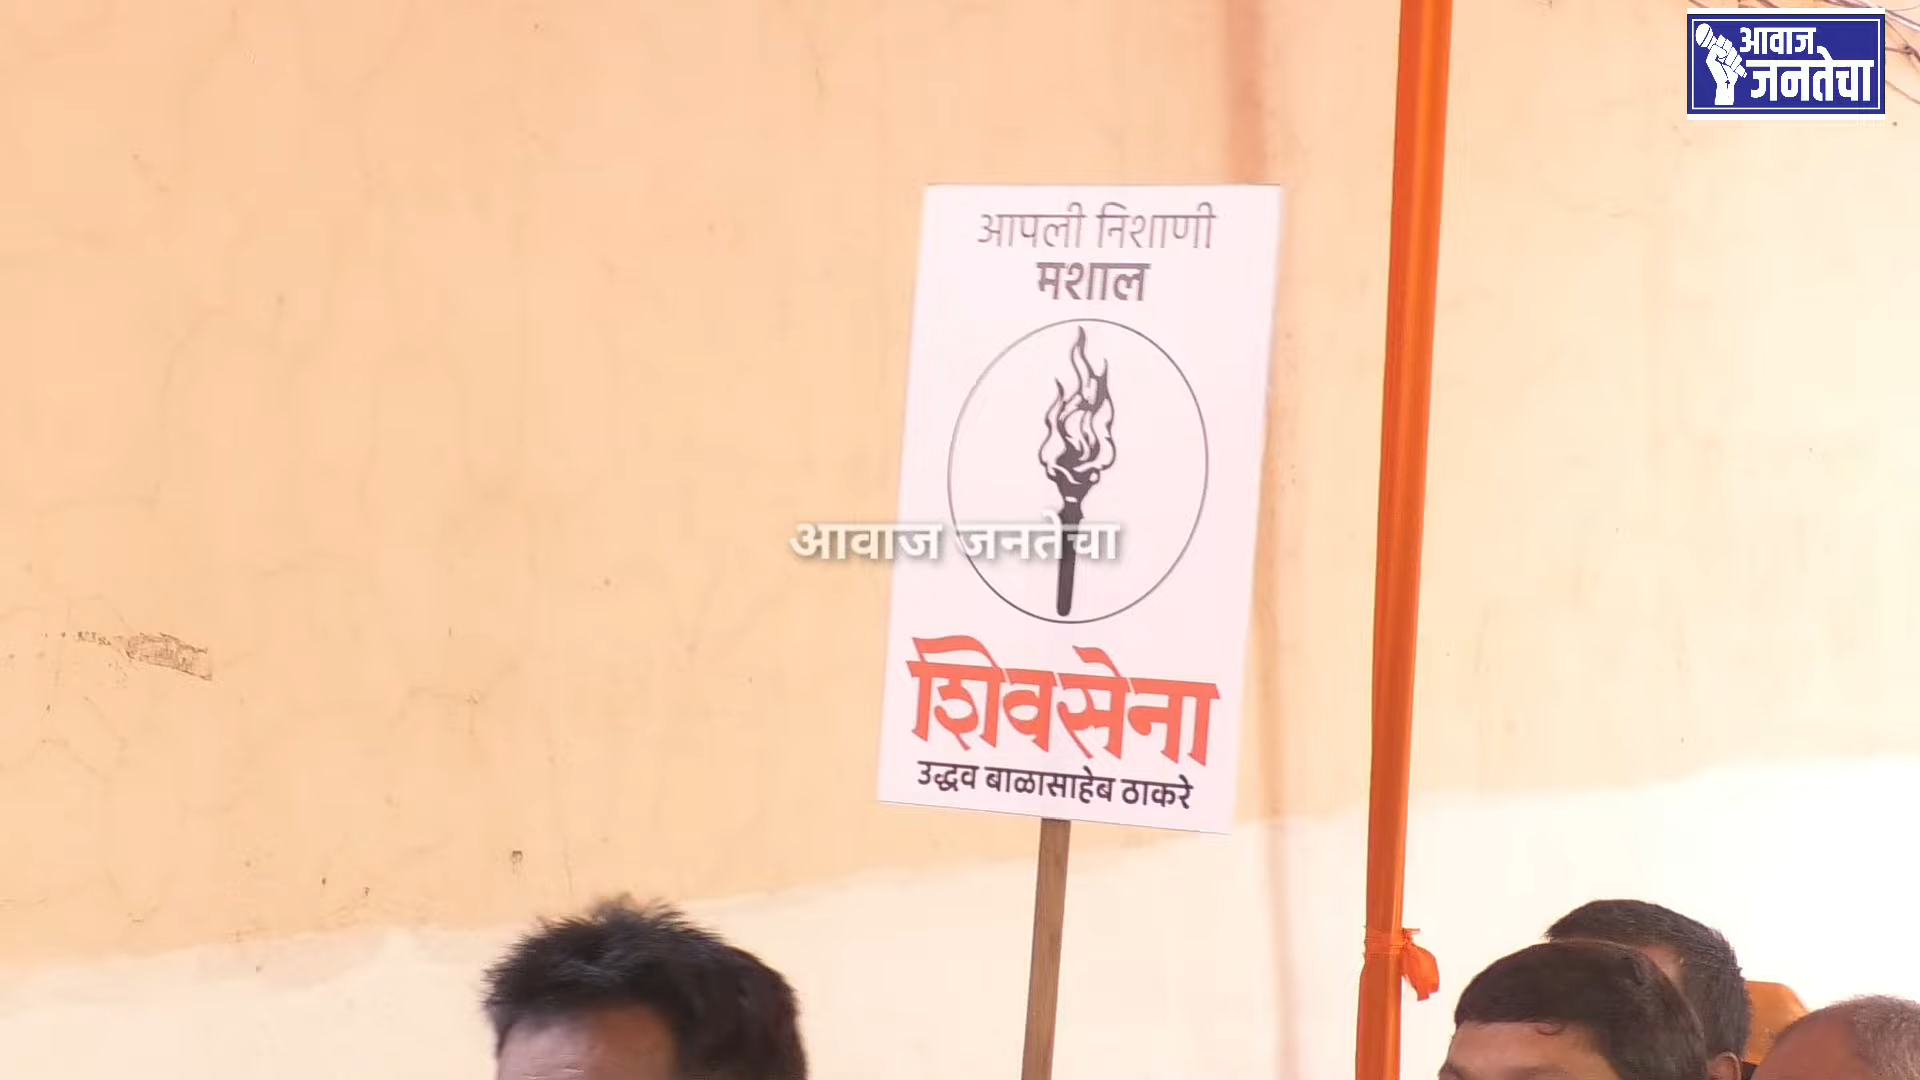 आवाज
जनतेचा
आपली निशाणी
मशाल
आवाज जनतेचा
शिवसेना
उद्धव बाळासाहेब ठाकरे